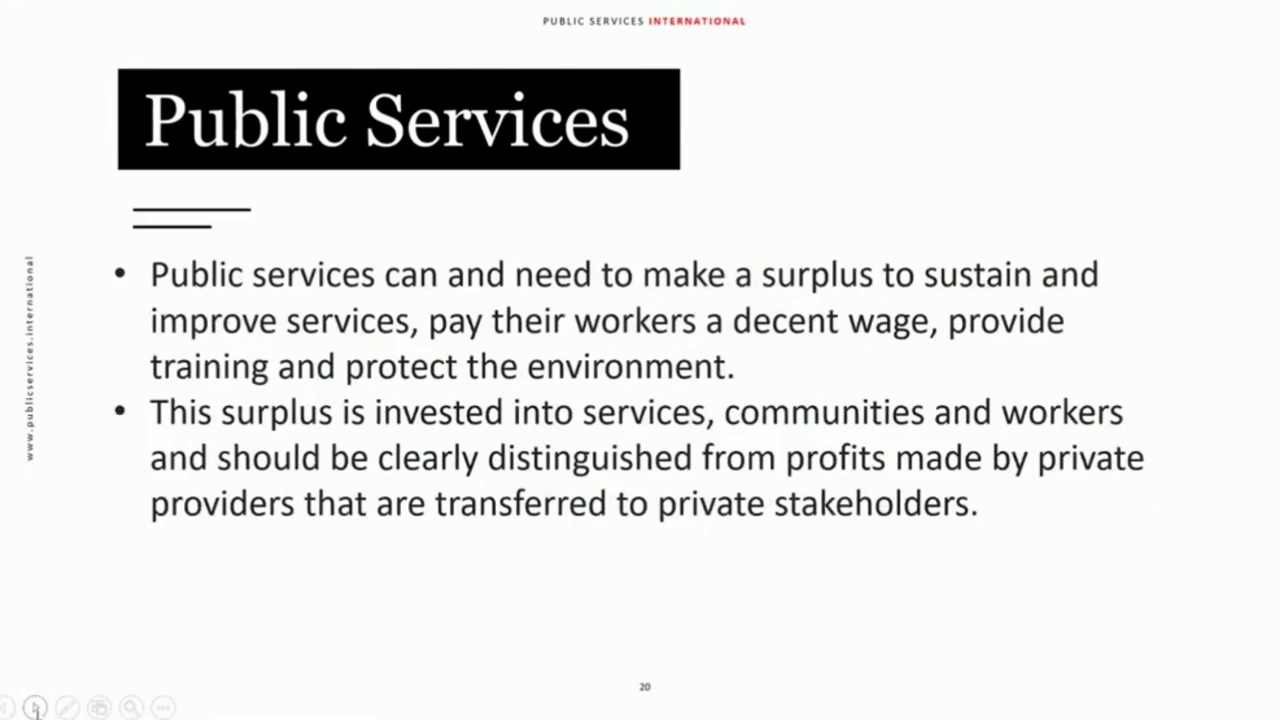 PUBLIC SERVICES INTERNATIONAL
Public Services
www.publicservices.international
• Public services can and need to make a surplus to sustain and
improve services, pay their workers a decent wage, provide
training and protect the environment.
• This surplus is invested into services, communities and workers
and should be clearly distinguished from profits made by private
providers that are transferred to private stakeholders.
20